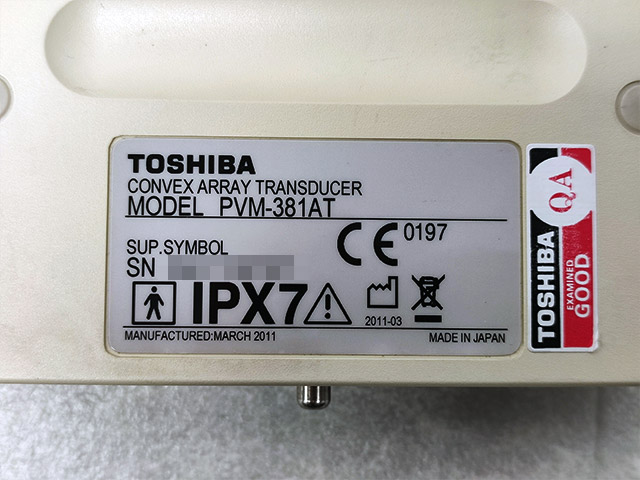 TOSHIBA
CONVEX ARRAY TRANSDUCER
MODEL PVM-381AT
CE 0197
SUP.SYMBOL
SN
IPX7
2011-03
MANUFACTURED:MARCH 2011
MADE IN JAPAN
QA
TOSHIBA
EXAMINED
GOOD